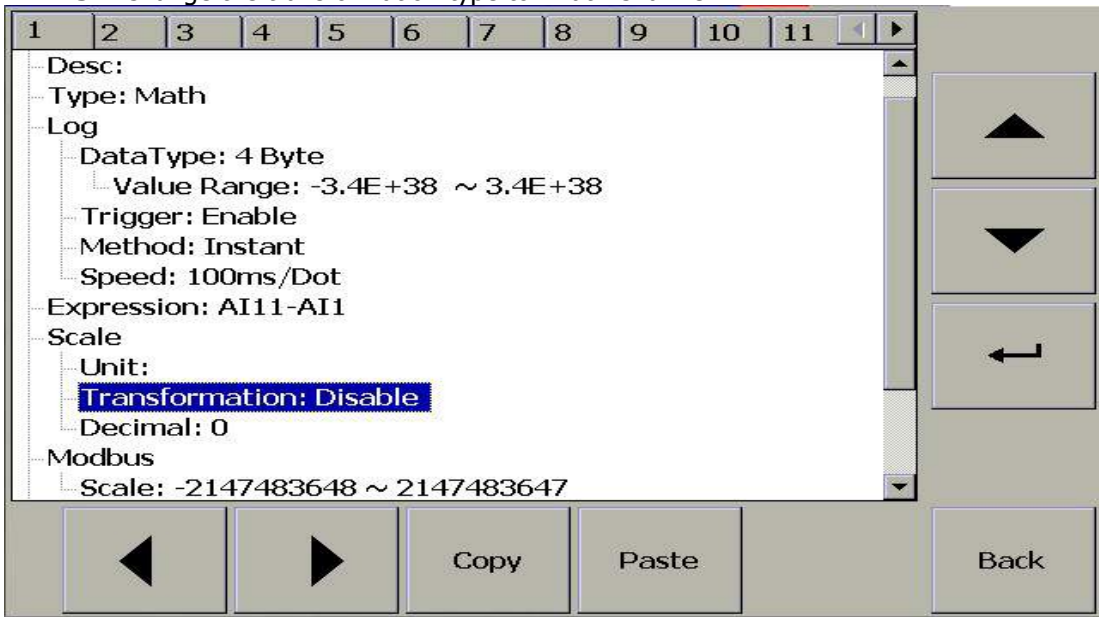 1 2 3 4 5 6 7 8 9 10 11
Desc:
Type: Math
Log
DataType: 4 Byte
Value Range: -3.4E+38 ~ 3.4E+38
Trigger: Enable
Method: Instant
Speed: 100ms/Dot
Expression: AI11-AI1
Scale
Unit:
Transformation: Disable
Decimal: 0
Modbus
Scale: -2147483648 ~ 2147483647
Copy Paste Back